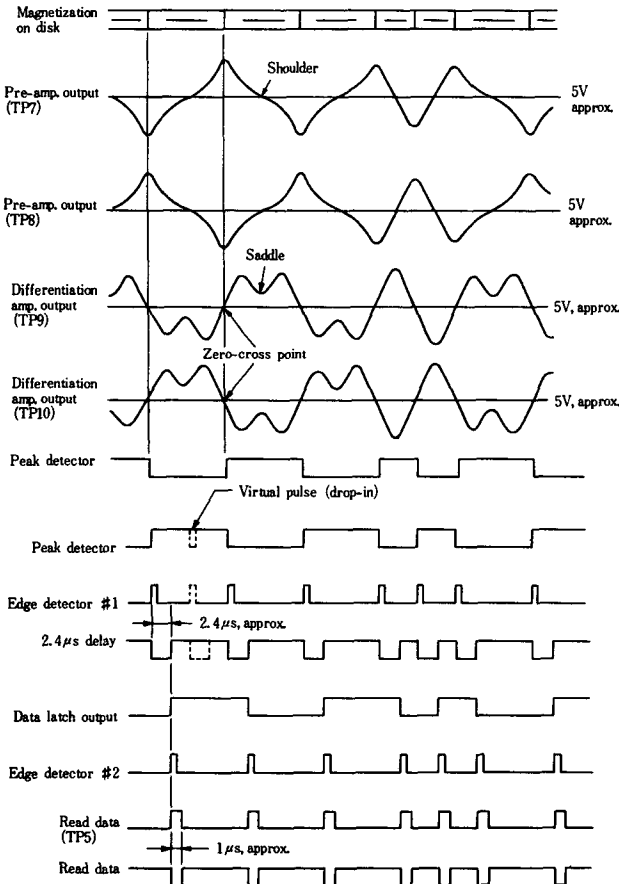 Magnetization
on disk
Shoulder
Pre-amp. output
(TP7)
5V
approx.
Pre-amp. output
(TP8)
5V
approx.
Saddle
Differentiation
amp. output
(TP9)
5V, approx.
Zero-cross point
Differentiation
amp. output
(TP10)
5V, approx.
Peak detector
Virtual pulse (drop-in)
Peak detector
Edge detector #1
2.4μs, approx.
2.4μs delay
Data latch output
Edge detector #2
Read data
(TP5)
1μs, approx.
Read data